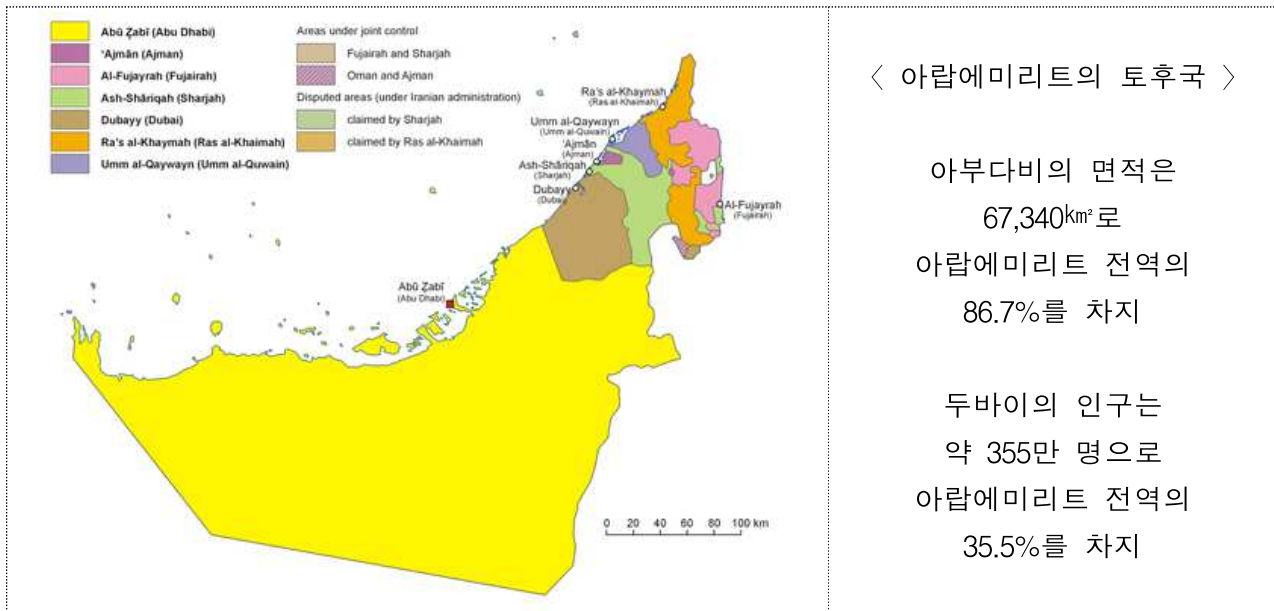 Abū Z̧abī (Abu Dhabi)
'Ajmān (Ajman)
Al-Fujayrah (Fujairah)
Ash-Shāriqah (Sharjah)
Dubayy (Dubai)
Ra's al-Khaymah (Ras al-Khaimah)
Umm al-Qaywayn (Umm al-Quwain)
Areas under joint control
Fujairah and Sharjah
Oman and Ajman
Disputed areas (under Iranian administration)
claimed by Sharjah
claimed by Ras al-Khaimah
Ra's al-Khaymah
(Ras al-Khaimah)
Umm al-Qaywayn
(Umm al-Quwain)
'Ajmān
(Ajman)
Ash-Shāriqah
(Sharjah)
Dubayy
(Dubai)
Al-Fujayrah
(Fujairah)
Abū Z̧abī
(Abu Dhabi)
0 20 40 60 80 100 km
〈 아랍에미리트의 토후국 〉
아부다비의 면적은
67,340㎢로
아랍에미리트 전역의
86.7%를 차지
두바이의 인구는
약 355만 명으로
아랍에미리트 전역의
35.5%를 차지